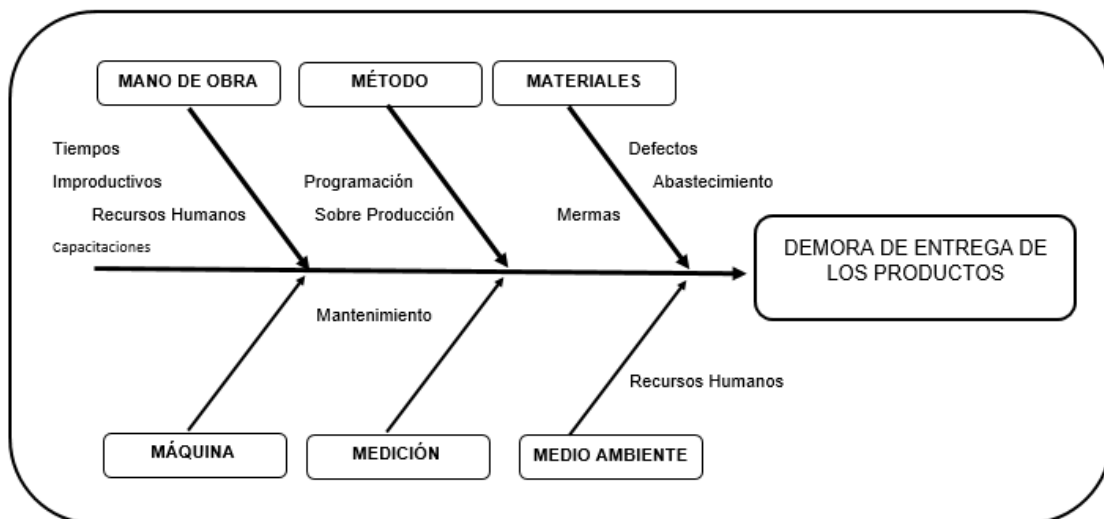 MANO DE OBRA
MÉTODO
MATERIALES
Tiempos
Improductivos
Recursos Humanos
Capacitaciones
Programación
Sobre Producción
Defectos
Abastecimiento
Mermas
DEMORA DE ENTREGA DE
LOS PRODUCTOS
Mantenimiento
Recursos Humanos
MÁQUINA
MEDICIÓN
MEDIO AMBIENTE